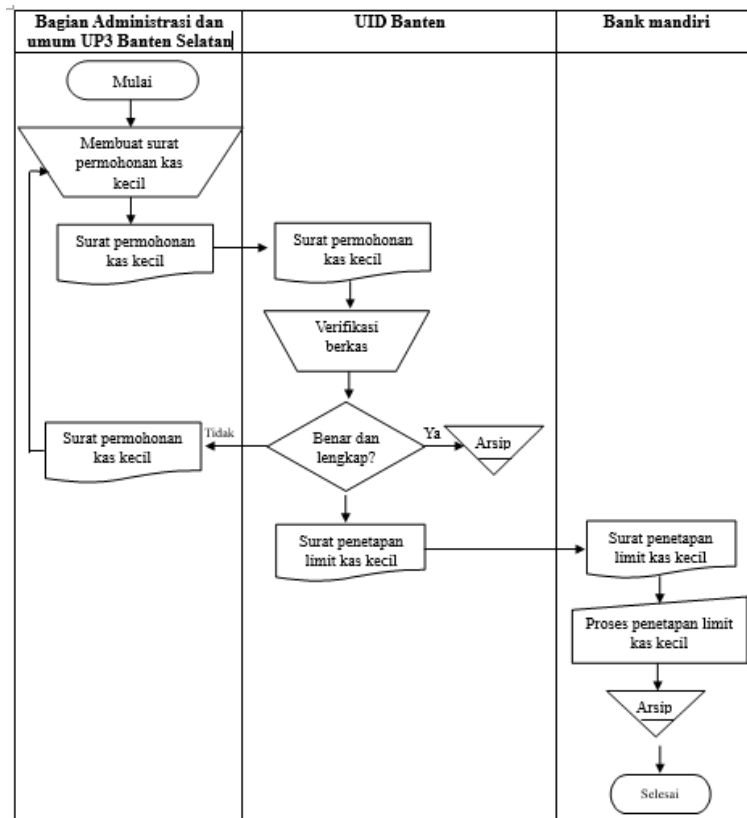 Bagian Administrasi dan
umum UP3 Banten Selatan
UID Banten
Bank mandiri
Mulai
Membuat surat
permohonan kas
kecil
Surat permohonan
kas kecil
Surat permohonan
kas kecil
Verifikasi
berkas
Surat permohonan
kas kecil
Tidak
Benar dan
lengkap?
Ya
Arsip
Surat penetapan
limit kas kecil
Surat penetapan
limit kas kecil
Proses penetapan limit
kas kecil
Arsip
Selesai